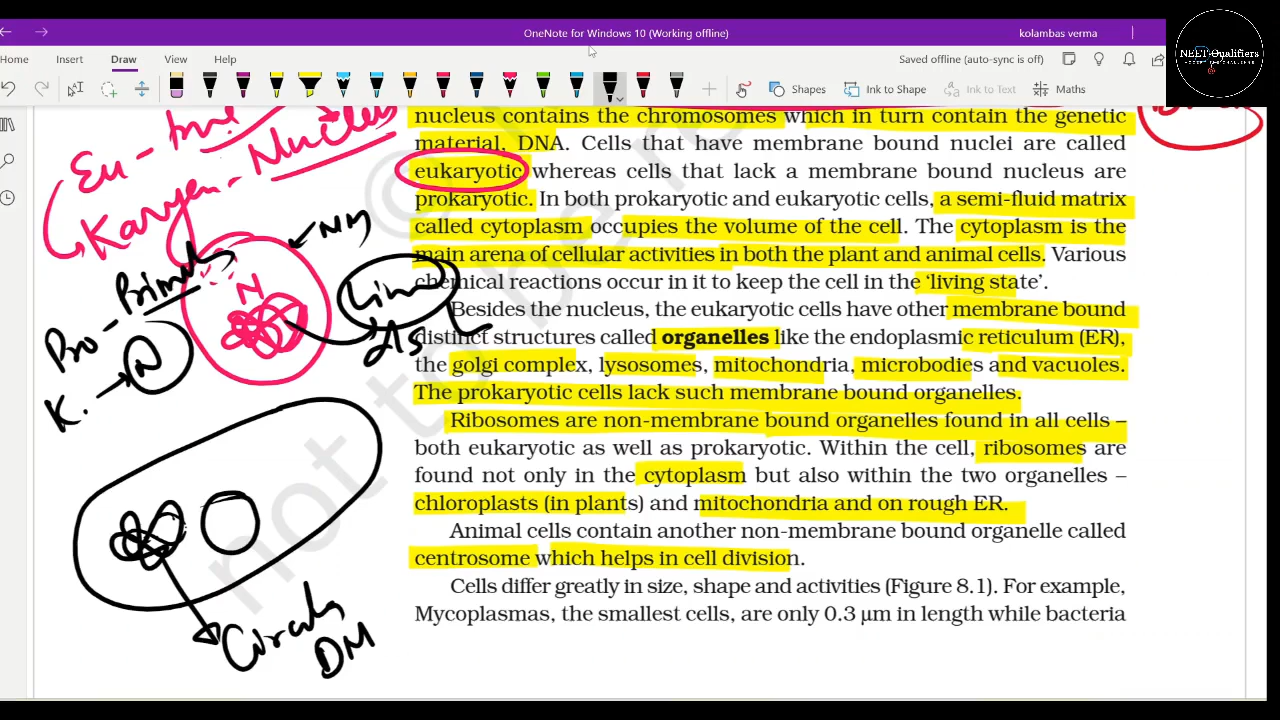 OneNote for Windows 10 (Working offline)
kolambas verma
NEET Qualifiers
Home Insert Draw View Help
Saved offline (auto-sync is off)
Shapes Ink to Shape Ink to Text Maths
nucleus contains the chromosomes which in turn contain the genetic
material, DNA. Cells that have membrane bound nuclei are called
eukaryotic whereas cells that lack a membrane bound nucleus are
prokaryotic. In both prokaryotic and eukaryotic cells, a semi-fluid matrix
called cytoplasm occupies the volume of the cell. The cytoplasm is the
main arena of cellular activities in both the plant and animal cells. Various
chemical reactions occur in it to keep the cell in the ‘living state’.
Besides the nucleus, the eukaryotic cells have other membrane bound
distinct structures called organelles like the endoplasmic reticulum (ER),
the golgi complex, lysosomes, mitochondria, microbodies and vacuoles.
The prokaryotic cells lack such membrane bound organelles.
Ribosomes are non-membrane bound organelles found in all cells –
both eukaryotic as well as prokaryotic. Within the cell, ribosomes are
found not only in the cytoplasm but also within the two organelles –
chloroplasts (in plants) and mitochondria and on rough ER.
Animal cells contain another non-membrane bound organelle called
centrosome which helps in cell division.
Cells differ greatly in size, shape and activities (Figure 8.1). For example,
Mycoplasmas, the smallest cells, are only 0.3 µm in length while bacteria
Eu - true
Karyon - Nucleus
NM
N
Pro -
K. N
ds
not to be re